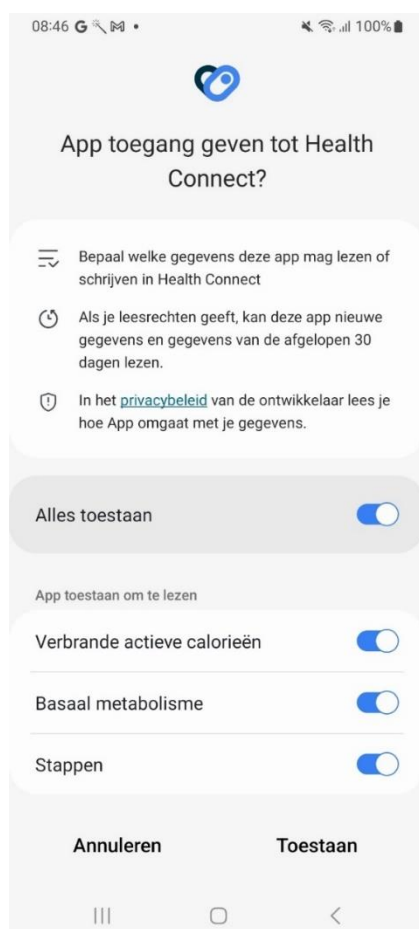 08:46 G 100%
App toegang geven tot Health
Connect?
Bepaal welke gegevens deze app mag lezen of
schrijven in Health Connect
Als je leesrechten geeft, kan deze app nieuwe
gegevens en gegevens van de afgelopen 30
dagen lezen.
In het privacybeleid van de ontwikkelaar lees je
hoe App omgaat met je gegevens.
Alles toestaan
App toestaan om te lezen
Verbrande actieve calorieën
Basaal metabolisme
Stappen
Annuleren Toestaan